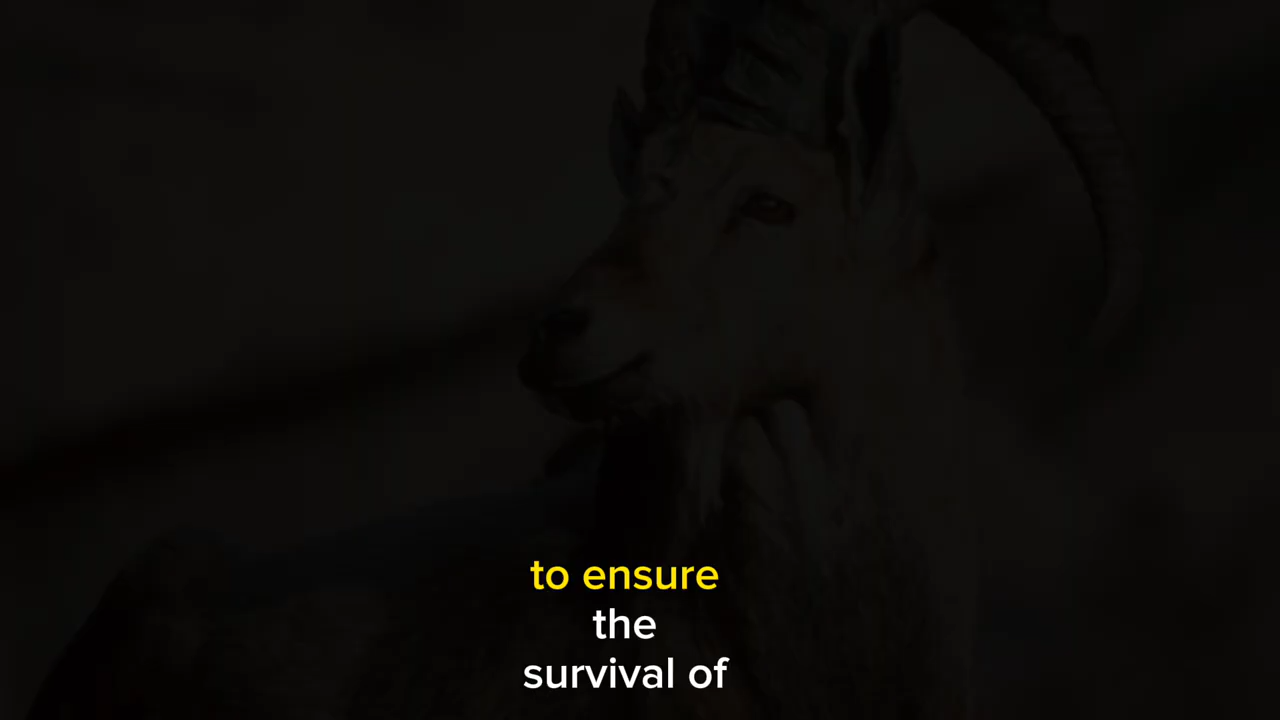 to ensure
the
survival of